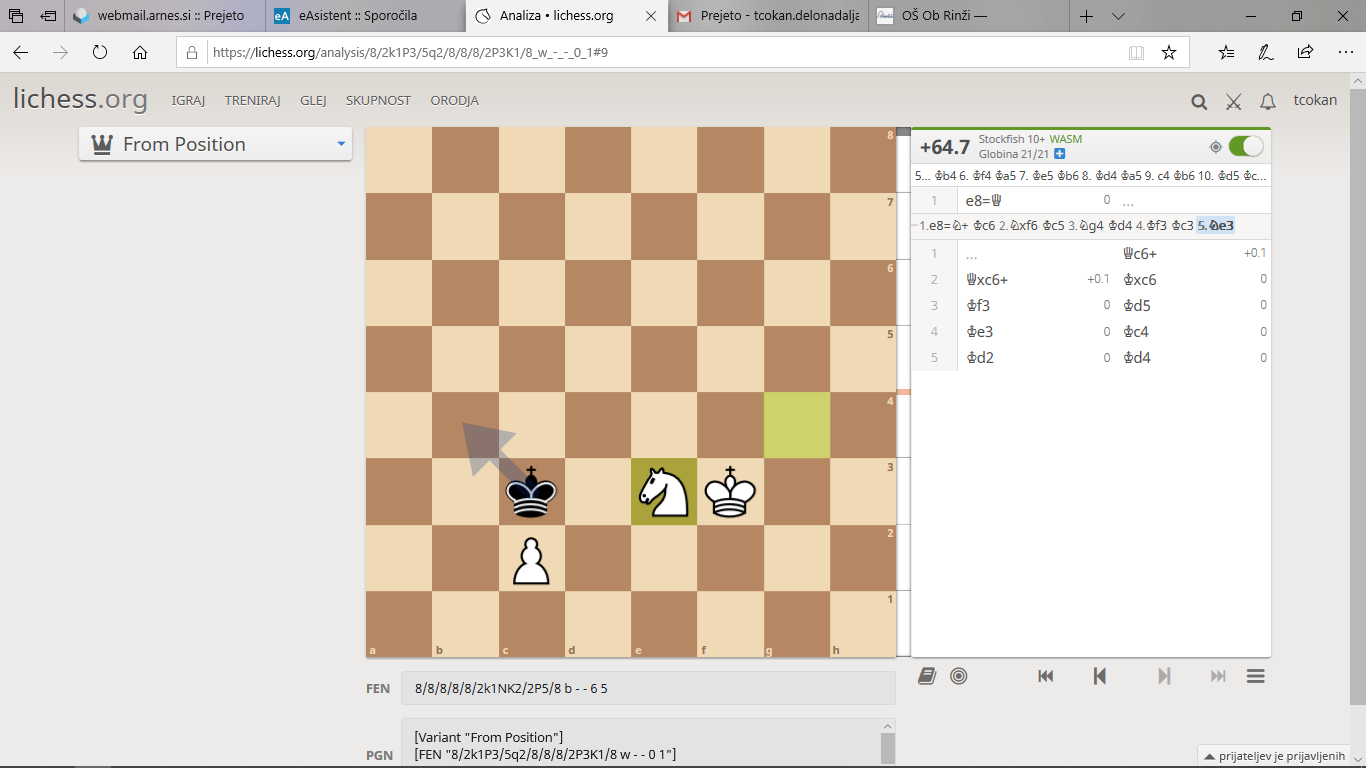 webmail.arnes.si :: Prejeto
eAsistent :: Sporočila
Analiza • lichess.org
Prejeto - tcokan.delonadalja
OŠ Ob Rinži —
https://lichess.org/analysis/8/2k1P3/5q2/8/8/8/2P3K1/8_w_-_-_0_1#9
lichess.org
IGRAJ
TRENIRAJ
GLEJ
SKUPNOST
ORODJA
tcokan
From Position
8
7
6
5
4
3
2
1
a
b
c
d
e
f
g
h
+64.7
Stockfish 10+ WASM
Globina 21/21
5... ♔b4 6. ♔f4 ♔a5 7. ♔e5 ♔b6 8. ♔d4 ♔a5 9. c4 ♔b6 10. ♔d5 ♔c...
1 e8=♕ 0 ...
1.e8=♘+ ♔c6 2.♘xf6 ♔c5 3.♘g4 ♔d4 4.♔f3 ♔c3 5.♘e3
1 ... ♕c6+ +0.1
2 ♕xc6+ +0.1 ♔xc6 0
3 ♔f3 0 ♔d5 0
4 ♔e3 0 ♔c4 0
5 ♔d2 0 ♔d4 0
FEN
8/8/8/8/8/2k1NK2/2P5/8 b - - 6 5
PGN
[Variant "From Position"]
[FEN "8/2k1P3/5q2/8/8/8/2P3K1/8 w - - 0 1"]
prijateljev je prijavljenih